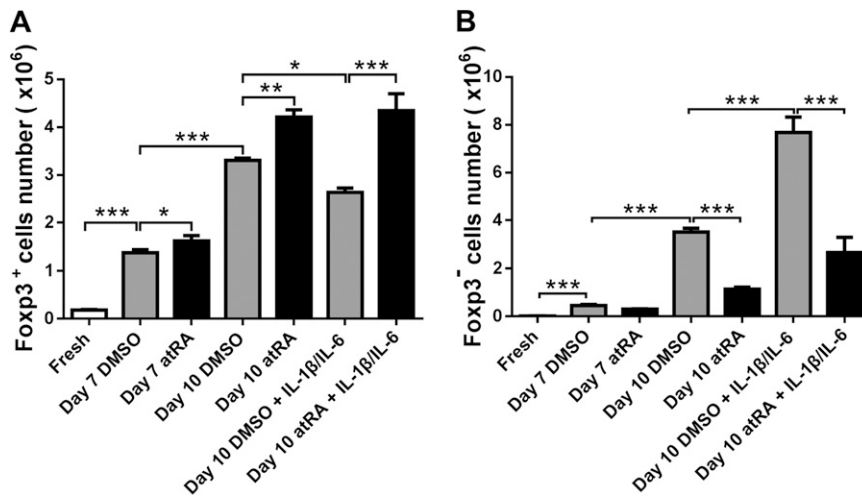 A
Foxp3⁺ cells number ( x10⁶)
5
4
3
2
1
0
***
*
***
**
*
***
Fresh
Day 7 DMSO
Day 7 atRA
Day 10 DMSO
Day 10 atRA
Day 10 DMSO + IL-1β/IL-6
Day 10 atRA + IL-1β/IL-6
B
Foxp3⁻ cells number ( x10⁶)
10
8
6
4
2
0
***
***
***
***
***
Fresh
Day 7 DMSO
Day 7 atRA
Day 10 DMSO
Day 10 atRA
Day 10 DMSO + IL-1β/IL-6
Day 10 atRA + IL-1β/IL-6